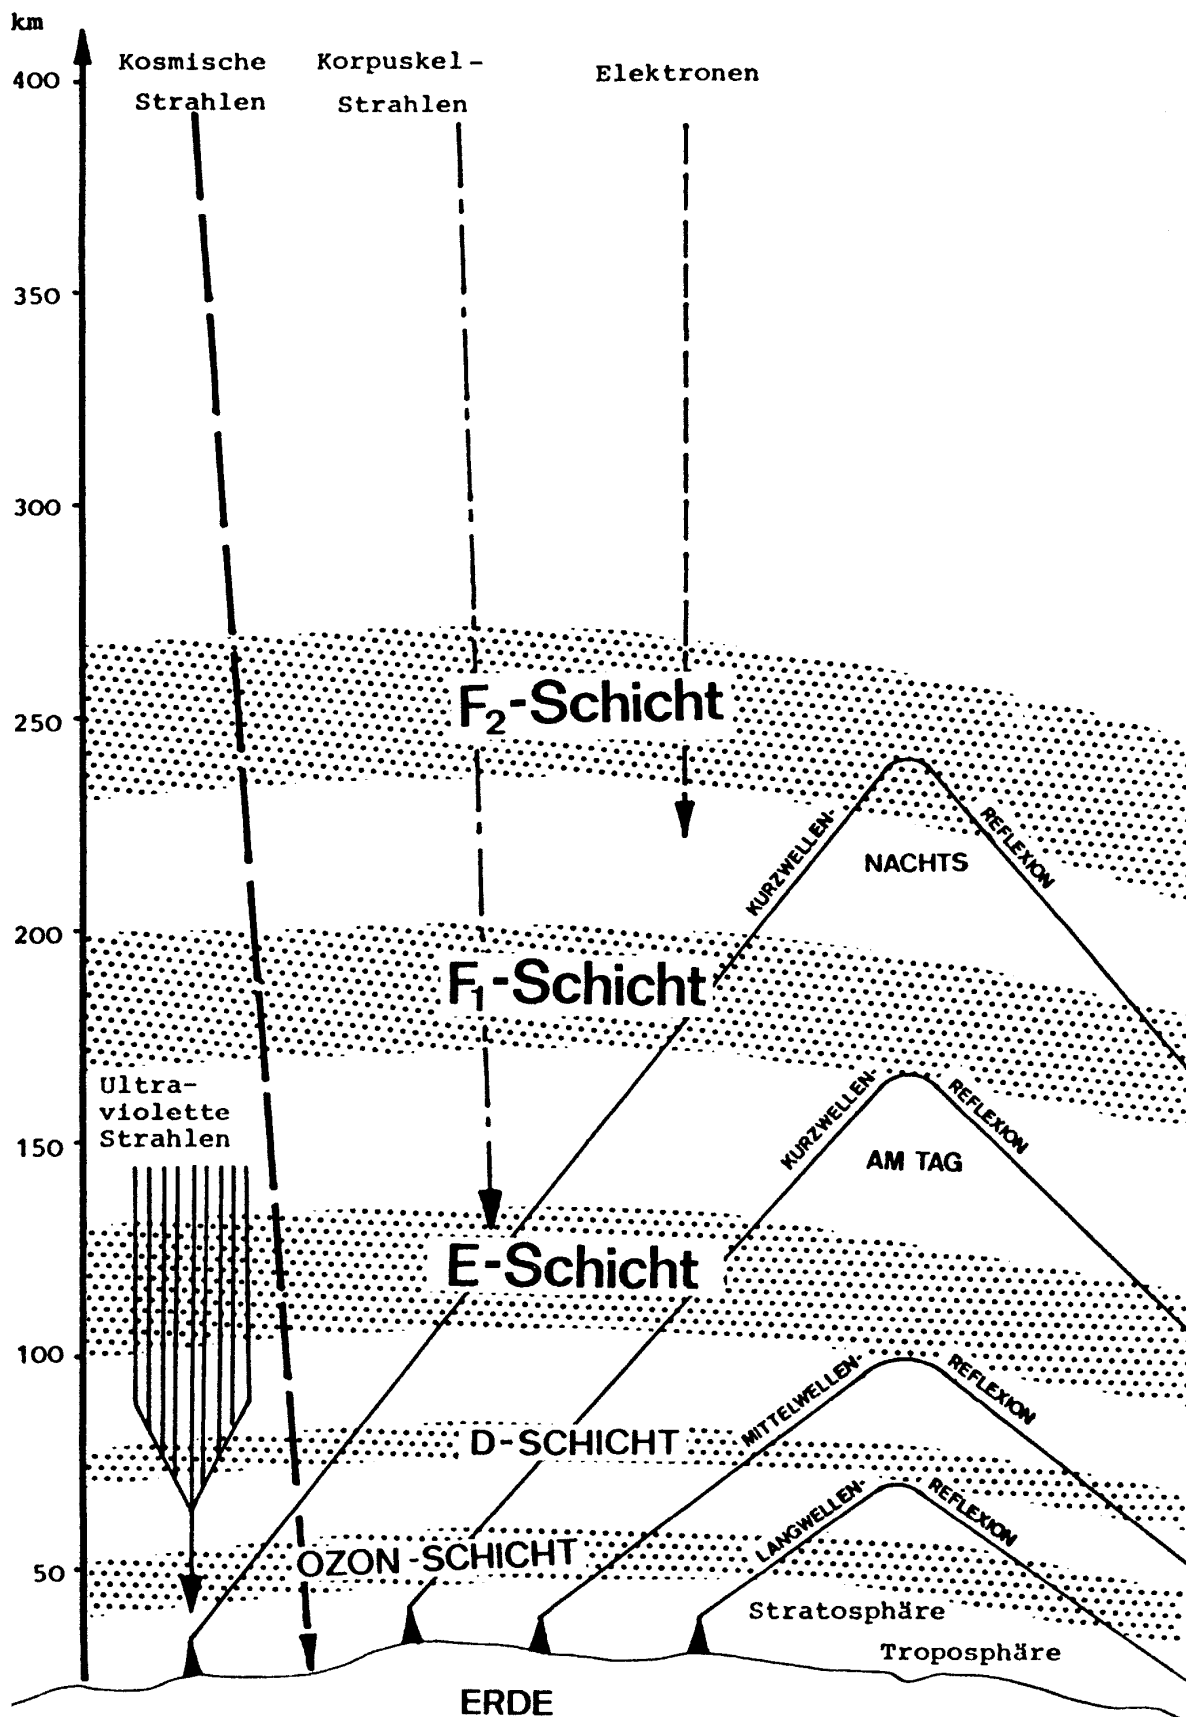 km
Kosmische
Strahlen
Korpuskel-
Strahlen
Elektronen
400
350
300
F2-Schicht
250
KURZWELLEN-
REFLEXION
NACHTS
200
F1-Schicht
Ultra-
violette
Strahlen
KURZWELLEN-
REFLEXION
150
AM TAG
E-Schicht
100
MITTELWELLEN-
REFLEXION
D-SCHICHT
LANGWELLEN-
REFLEXION
OZON-SCHICHT
50
Stratosphäre
Troposphäre
ERDE